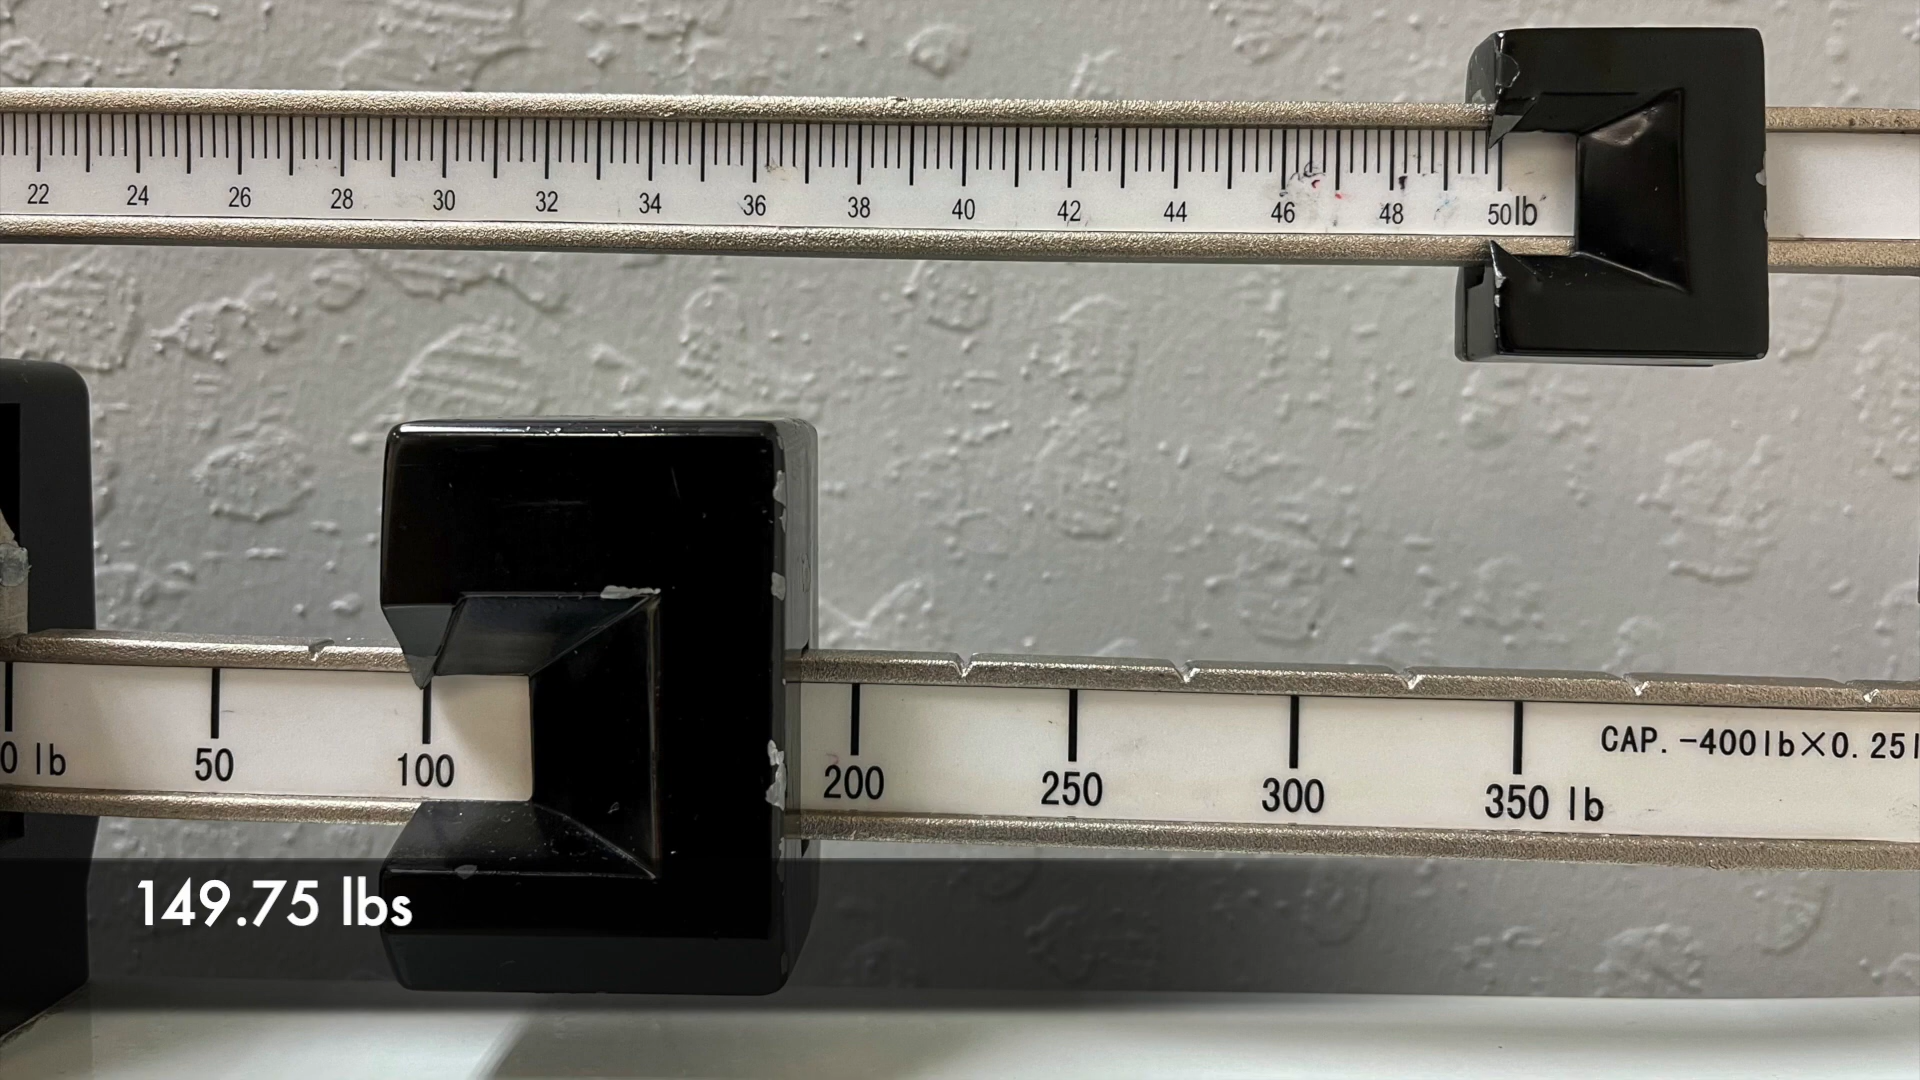 22 24 26 28 30 32 34 36 38 40 42 44 46 48 50lb
0 lb 50 100 200 250 300 350 lb
CAP. -400lb×0.25l
149.75 lbs